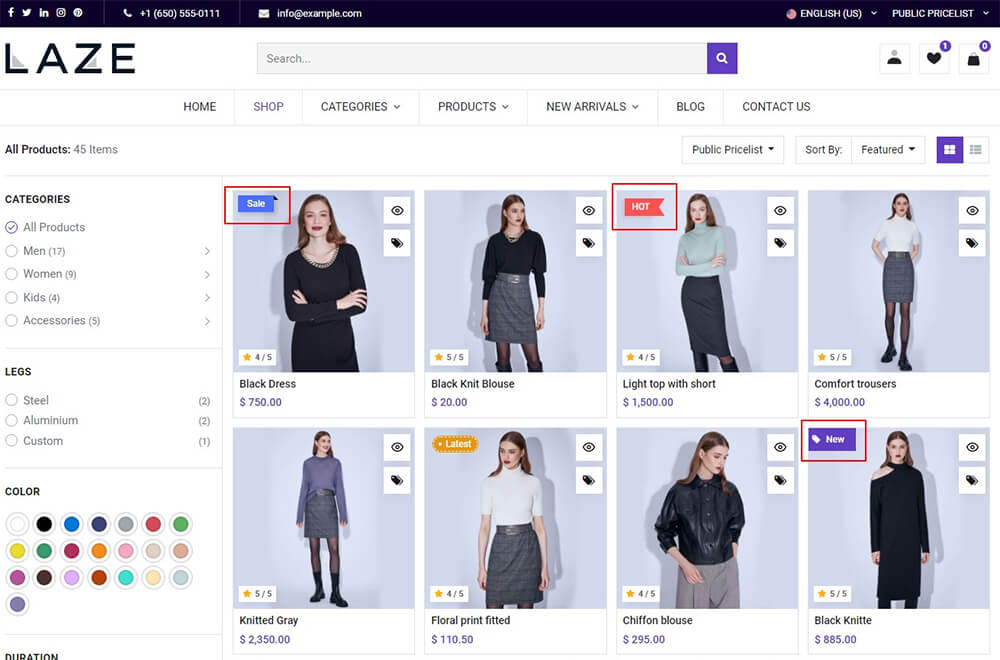 +1 (650) 555-0111 info@example.com ENGLISH (US) PUBLIC PRICELIST
LAZE Search... 1 0
HOME SHOP CATEGORIES PRODUCTS NEW ARRIVALS BLOG CONTACT US
All Products: 45 Items Public Pricelist Sort By: Featured
CATEGORIES
All Products
Men (17)
Women (9)
Kids (4)
Accessories (5)
LEGS
Steel (2)
Aluminium (2)
Custom (1)
COLOR
DURATION
Sale
4 / 5
Black Dress
$ 750.00
5 / 5
Black Knit Blouse
$ 20.00
HOT
4 / 5
Light top with short
$ 1,500.00
5 / 5
Comfort trousers
$ 4,000.00
5 / 5
Knitted Gray
$ 2,350.00
Latest
4 / 5
Floral print fitted
$ 110.50
4 / 5
Chiffon blouse
$ 295.00
New
5 / 5
Black Knitte
$ 885.00